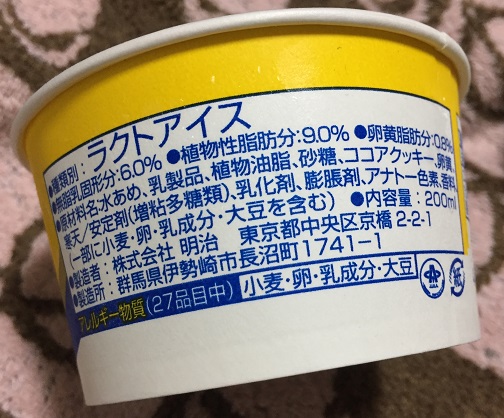 ●種類別：ラクトアイス
●無脂乳固形分：6.0% ●植物性脂肪分：9.0% ●卵黄脂肪分：0.8%
●原材料名：水あめ、乳製品、植物油脂、砂糖、ココアクッキー、卵黄、
寒天／安定剤(増粘多糖類)、乳化剤、膨脹剤、アナトー色素、香料、
(一部に小麦・卵・乳成分・大豆を含む) ●内容量：200ml
●製造者：株式会社 明治 東京都中央区京橋 2-2-1
●製造所：群馬県伊勢崎市長沼町1741-1
アレルギー物質(27品目中) 小麦・卵・乳成分・大豆
紙